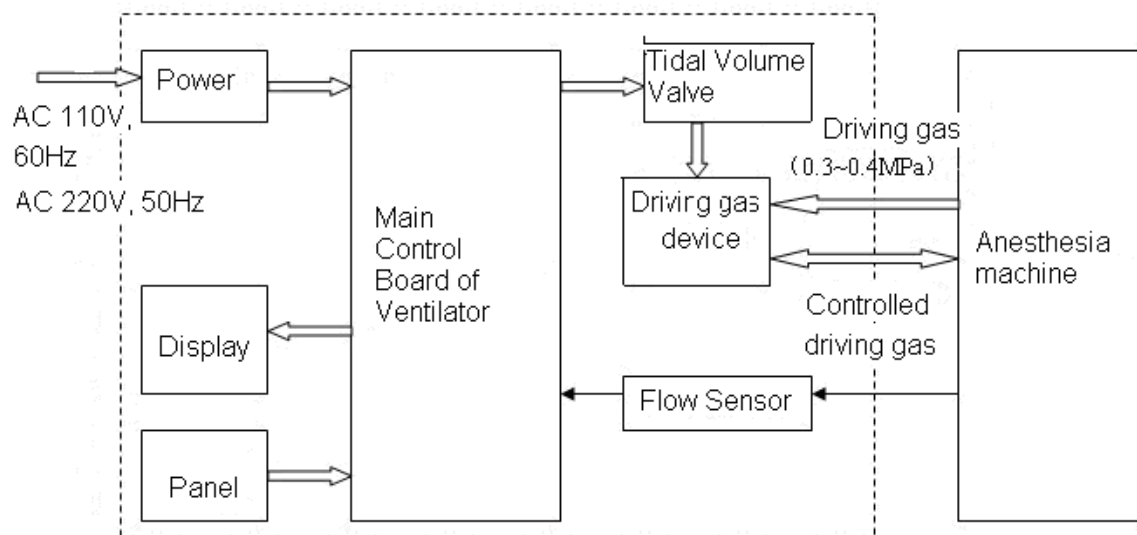 Power
AC 110V,
60Hz
AC 220V, 50Hz
Display
Panel
Main
Control
Board of
Ventilator
Tidal Volume
Valve
Driving gas
device
Flow Sensor
Driving gas
（0.3~0.4MPa）
Controlled
driving gas
Anesthesia
machine